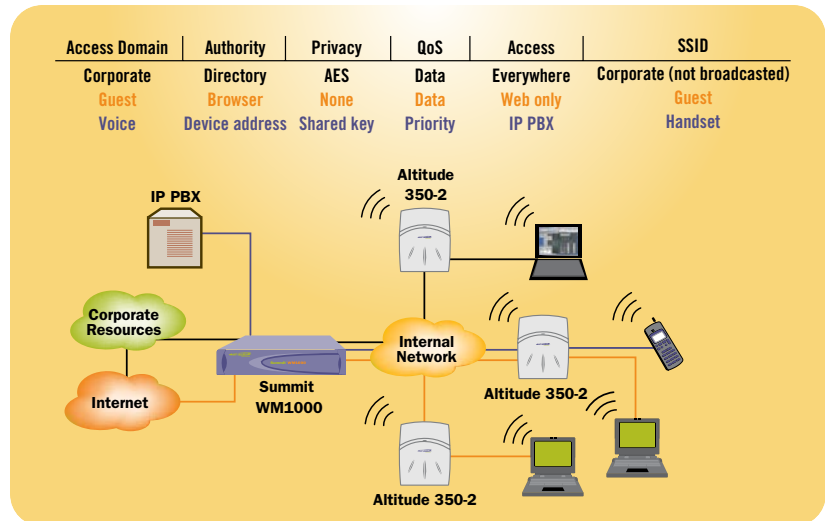 Access Domain Authority Privacy QoS Access SSID
Corporate Directory AES Data Everywhere Corporate (not broadcasted)
Guest Browser None Data Web only Guest
Voice Device address Shared key Priority IP PBX Handset
Altitude
350-2
IP PBX
Corporate
Resources
Internal
Network
Internet
Summit
WM1000
Altitude 350-2
Altitude 350-2